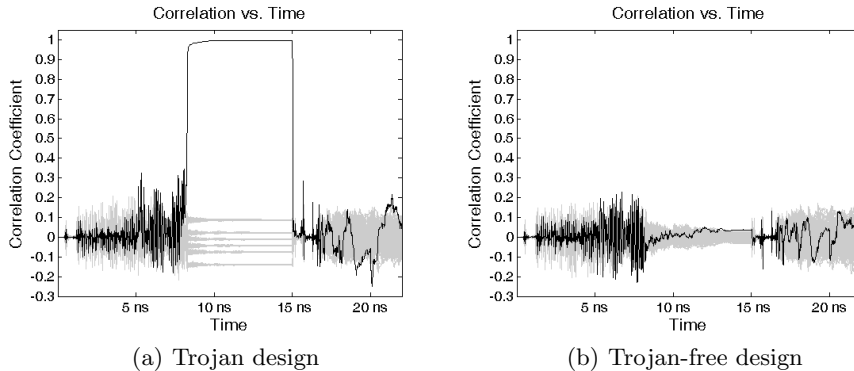 Correlation vs. Time
Correlation Coefficient
1
0.9
0.8
0.7
0.6
0.5
0.4
0.3
0.2
0.1
0
-0.1
-0.2
-0.3
5 ns 10 ns 15 ns 20 ns
Time
(a) Trojan design
Correlation vs. Time
Correlation Coefficient
1
0.9
0.8
0.7
0.6
0.5
0.4
0.3
0.2
0.1
0
-0.1
-0.2
-0.3
5 ns 10 ns 15 ns 20 ns
Time
(b) Trojan-free design